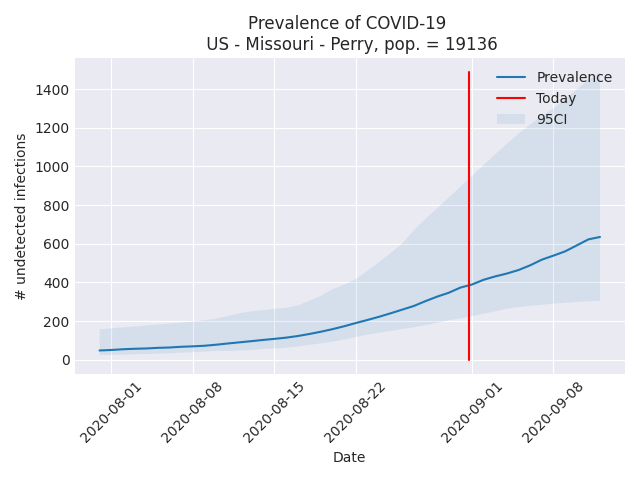 Prevalence of COVID-19
US - Missouri - Perry, pop. = 19136
Prevalence
Today
95CI
# undetected infections
1400
1200
1000
800
600
400
200
0
2020-08-01
2020-08-08
2020-08-15
2020-08-22
2020-09-01
2020-09-08
Date